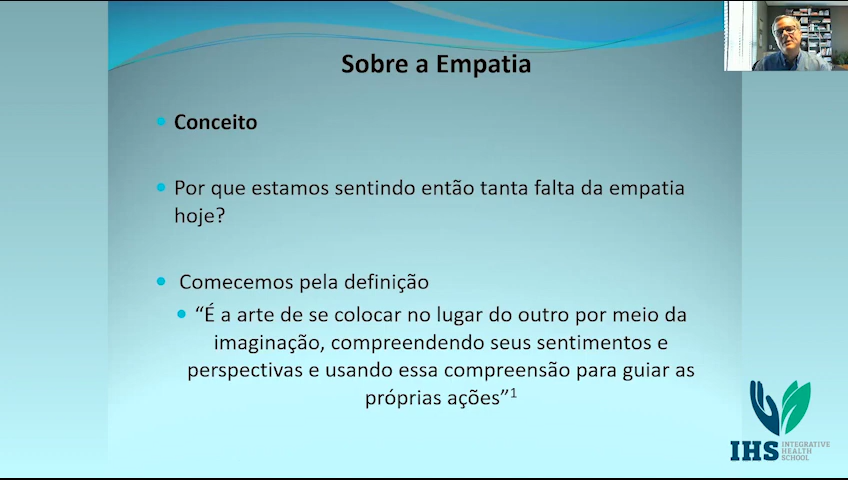 Sobre a Empatia
Conceito
Por que estamos sentindo então tanta falta da empatia
hoje?
Comecemos pela definição
“É a arte de se colocar no lugar do outro por meio da
imaginação, compreendendo seus sentimentos e
perspectivas e usando essa compreensão para guiar as
próprias ações”1
IHS INTEGRATIVE
HEALTH
SCHOOL